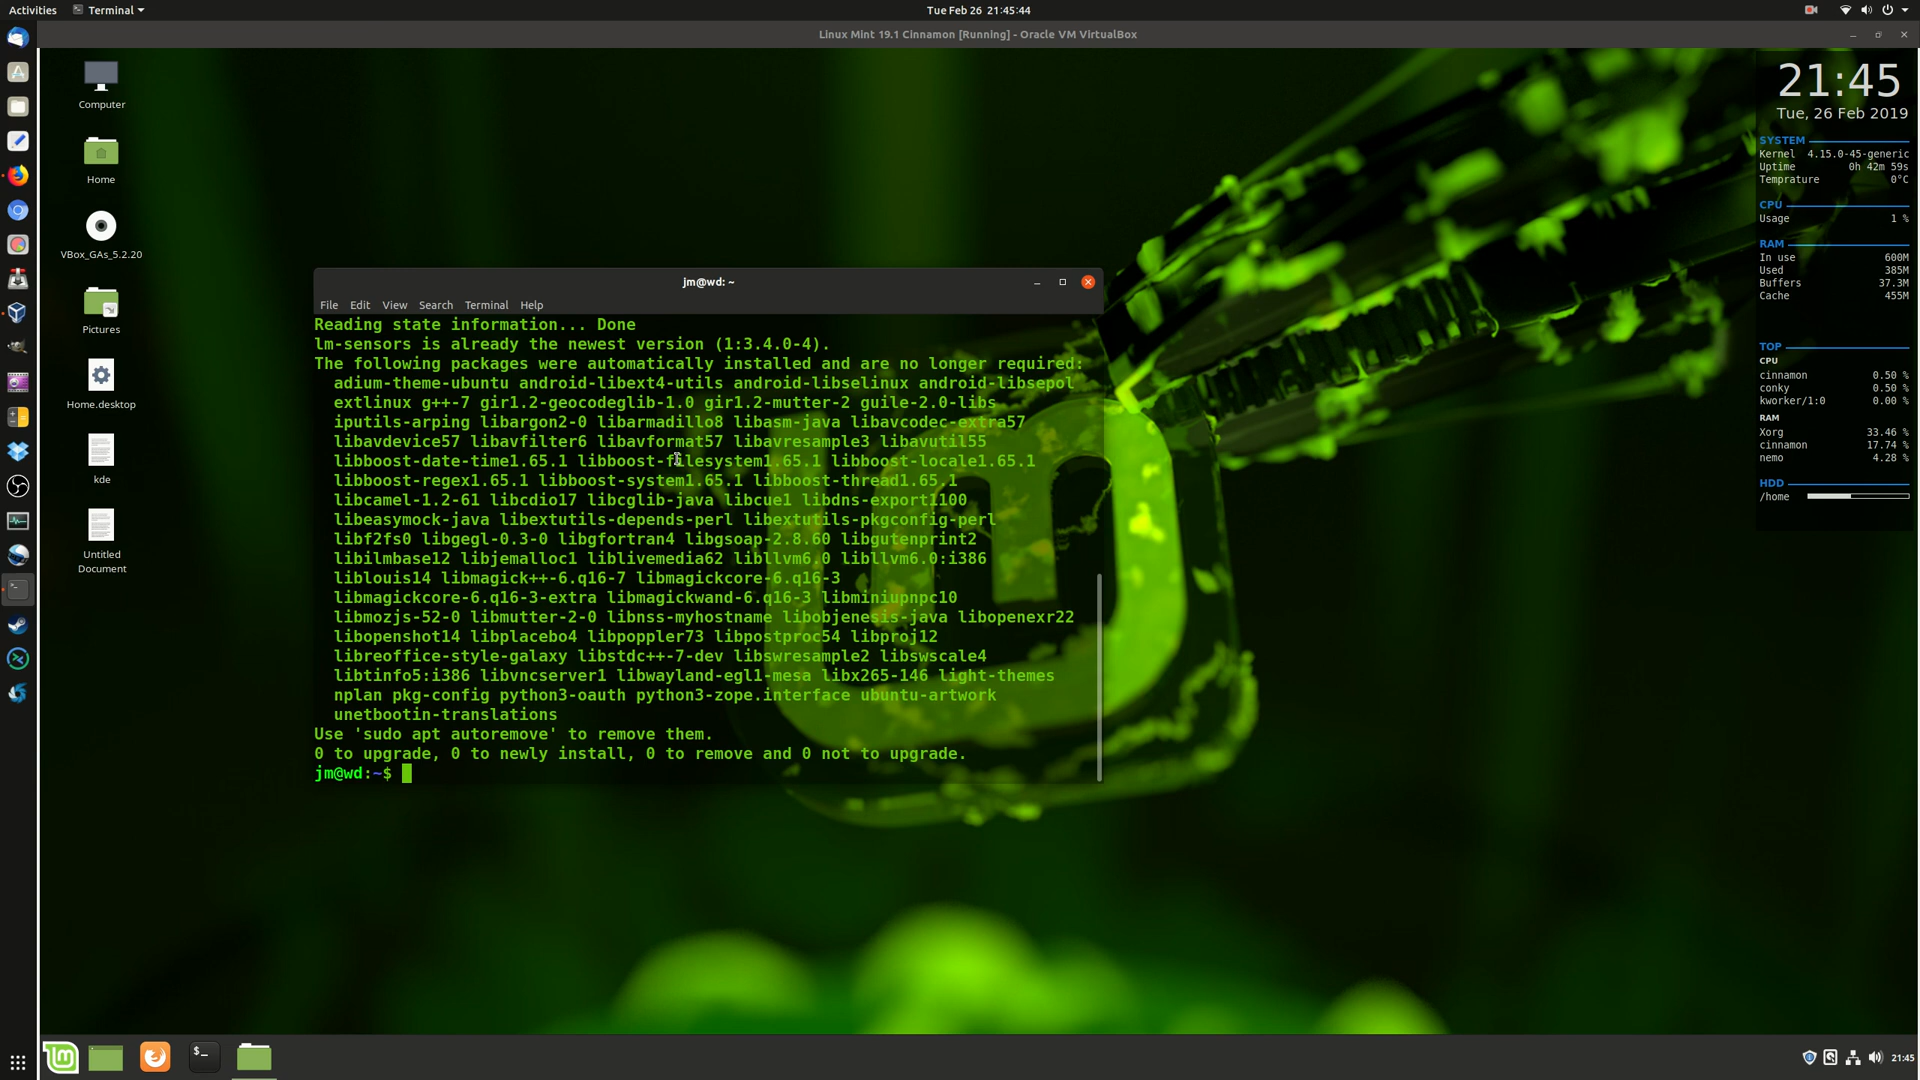 Activities
Terminal
Tue Feb 26 21:45:44
Linux Mint 19.1 Cinnamon [Running] - Oracle VM VirtualBox
Computer
Home
VBox_GAs_5.2.20
Pictures
Home.desktop
kde
Untitled
Document
jm@wd: ~
File Edit View Search Terminal Help
Reading state information... Done
lm-sensors is already the newest version (1:3.4.0-4).
The following packages were automatically installed and are no longer required:
adium-theme-ubuntu android-libext4-utils android-libselinux android-libsepol
extlinux g++-7 gir1.2-geocodeglib-1.0 gir1.2-mutter-2 guile-2.0-libs
iputils-arping libargon2-0 libarmadillo8 libasm-java libavcodec-extra57
libavdevice57 libavfilter6 libavformat57 libavresample3 libavutil55
libboost-date-time1.65.1 libboost-filesystem1.65.1 libboost-locale1.65.1
libboost-regex1.65.1 libboost-system1.65.1 libboost-thread1.65.1
libcamel-1.2-61 libcdio17 libcglib-java libcue1 libdns-export1100
libeasymock-java libextutils-depends-perl libextutils-pkgconfig-perl
libf2fs0 libgegl-0.3-0 libgfortran4 libgsoap-2.8.60 libgutenprint2
libilmbase12 libjemalloc1 liblivemedia62 libllvm6.0 libllvm6.0:i386
liblouis14 libmagick++-6.q16-7 libmagickcore-6.q16-3
libmagickcore-6.q16-3-extra libmagickwand-6.q16-3 libminiupnpc10
libmozjs-52-0 libmutter-2-0 libnss-myhostname libobjenesis-java libopenexr22
libopenshot14 libplacebo4 libpoppler73 libpostproc54 libproj12
libreoffice-style-galaxy libstdc++-7-dev libswresample2 libswscale4
libtinfo5:i386 libvncserver1 libwayland-egl1-mesa libx265-146 light-themes
nplan pkg-config python3-oauth python3-zope.interface ubuntu-artwork
unetbootin-translations
Use 'sudo apt autoremove' to remove them.
0 to upgrade, 0 to newly install, 0 to remove and 0 not to upgrade.
jm@wd:~$
21:45
Tue, 26 Feb 2019
SYSTEM
Kernel 4.15.0-45-generic
Uptime 0h 42m 59s
Temprature 0°C
CPU
Usage 1 %
RAM
In use 600M
Used 385M
Buffers 37.3M
Cache 455M
TOP
CPU
cinnamon 0.50 %
conky 0.50 %
kworker/1:0 0.00 %
RAM
Xorg 33.46 %
cinnamon 17.74 %
nemo 4.28 %
HDD
/home
$_
21:45